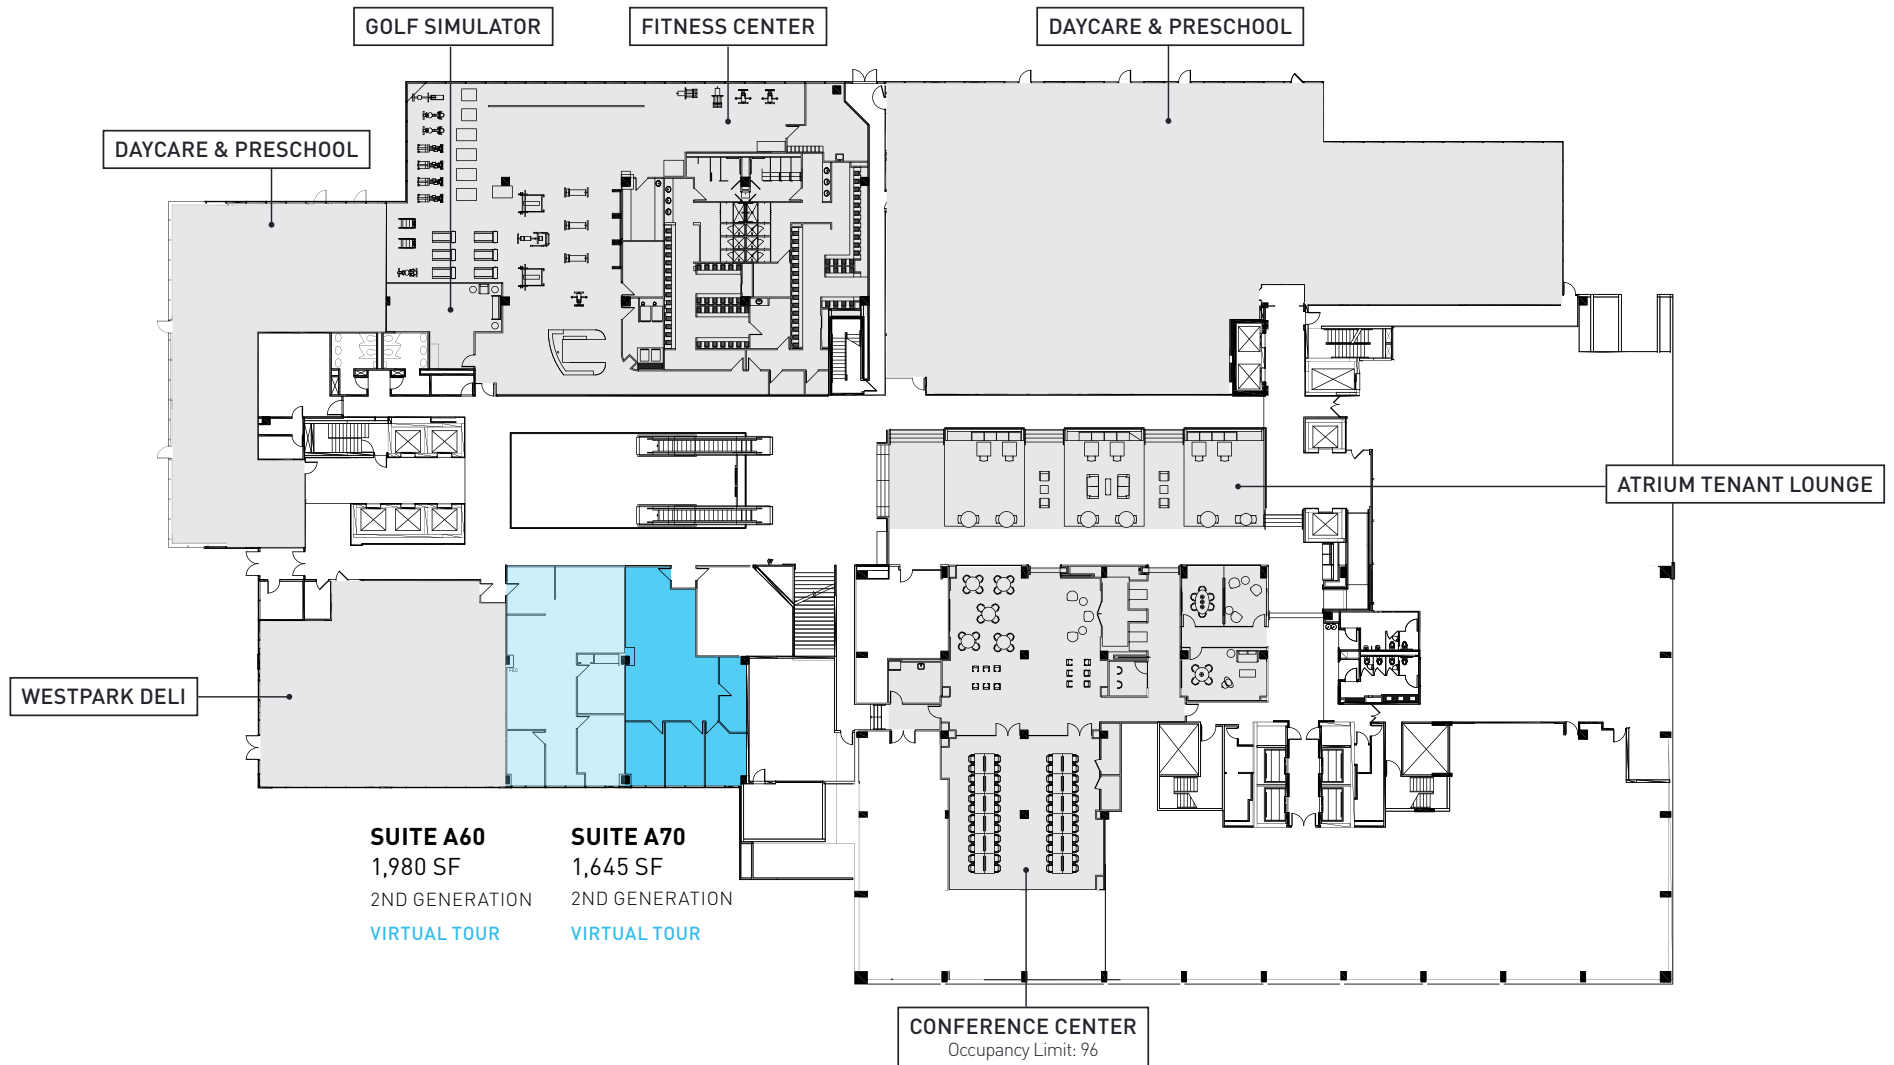 GOLF SIMULATOR
FITNESS CENTER
DAYCARE & PRESCHOOL
DAYCARE & PRESCHOOL
ATRIUM TENANT LOUNGE
WESTPARK DELI
SUITE A60
1,980 SF
2ND GENERATION
VIRTUAL TOUR
SUITE A70
1,645 SF
2ND GENERATION
VIRTUAL TOUR
CONFERENCE CENTER
Occupancy Limit: 96